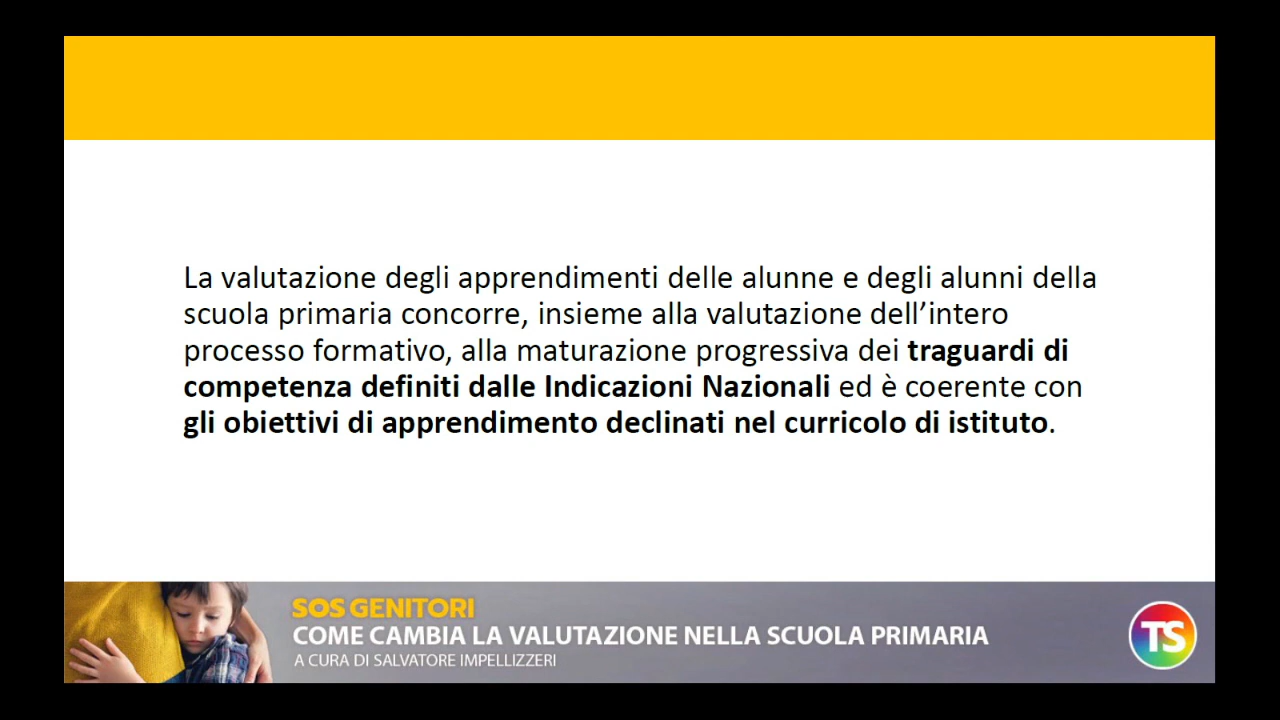 La valutazione degli apprendimenti delle alunne e degli alunni della
scuola primaria concorre, insieme alla valutazione dell’intero
processo formativo, alla maturazione progressiva dei traguardi di
competenza definiti dalle Indicazioni Nazionali ed è coerente con
gli obiettivi di apprendimento declinati nel curricolo di istituto.
SOS GENITORI
COME CAMBIA LA VALUTAZIONE NELLA SCUOLA PRIMARIA
A CURA DI SALVATORE IMPELLIZZERI
TS